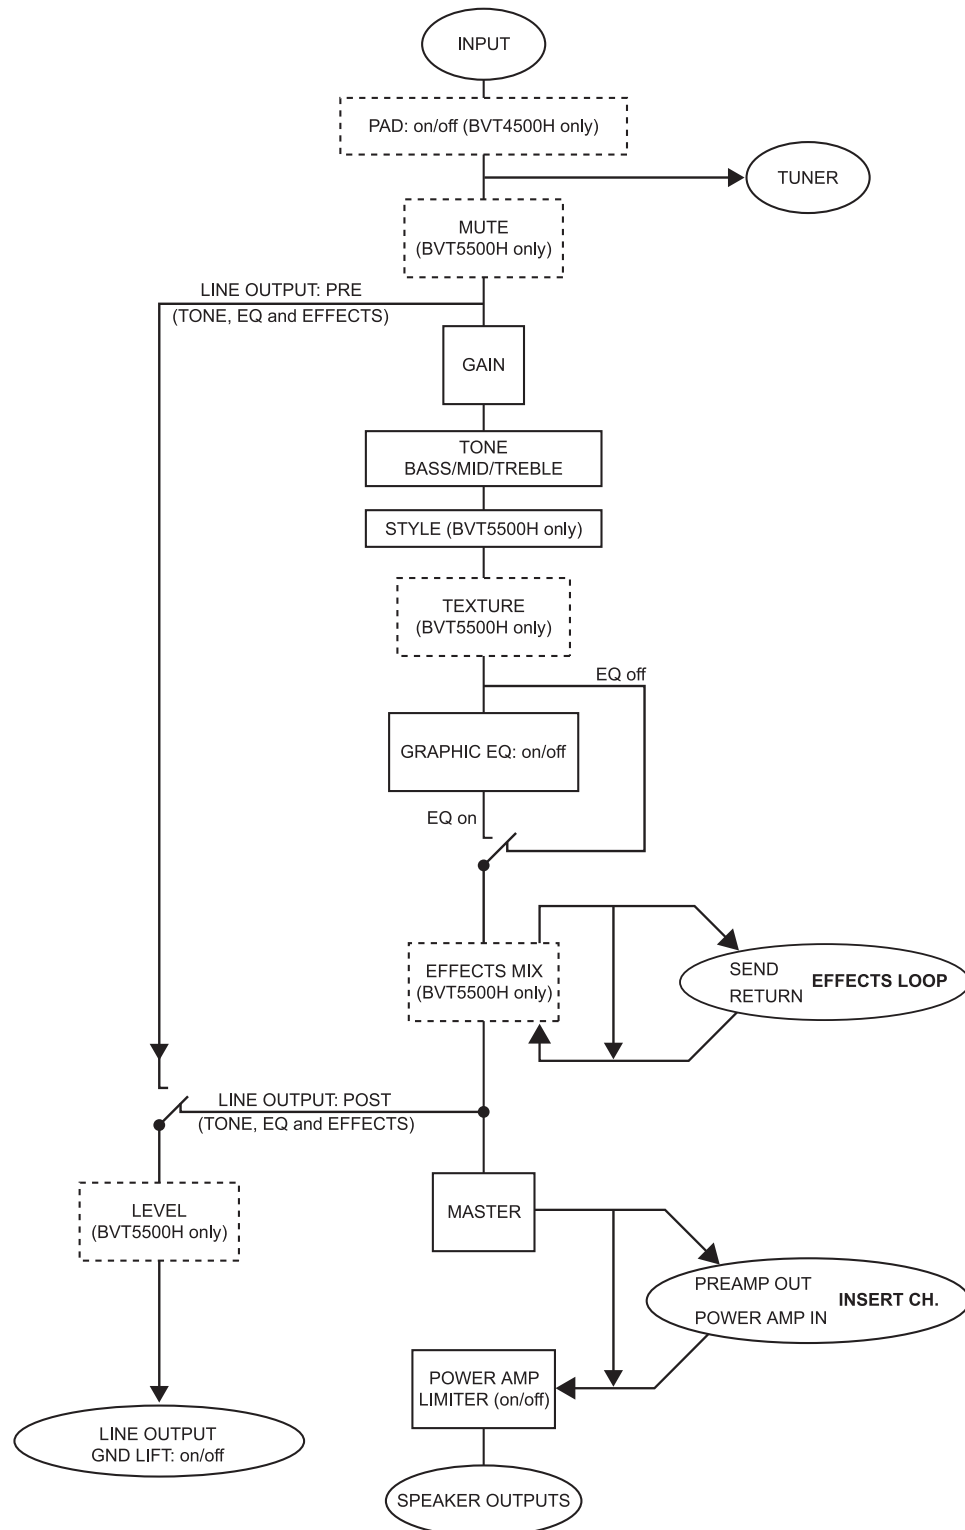 INPUT
PAD: on/off (BVT4500H only)
TUNER
MUTE
(BVT5500H only)
LINE OUTPUT: PRE
(TONE, EQ and EFFECTS)
GAIN
TONE
BASS/MID/TREBLE
STYLE (BVT5500H only)
TEXTURE
(BVT5500H only)
EQ off
GRAPHIC EQ: on/off
EQ on
EFFECTS MIX
(BVT5500H only)
SEND
RETURN
EFFECTS LOOP
LINE OUTPUT: POST
(TONE, EQ and EFFECTS)
LEVEL
(BVT5500H only)
MASTER
PREAMP OUT
POWER AMP IN
INSERT CH.
POWER AMP
LIMITER (on/off)
LINE OUTPUT
GND LIFT: on/off
SPEAKER OUTPUTS